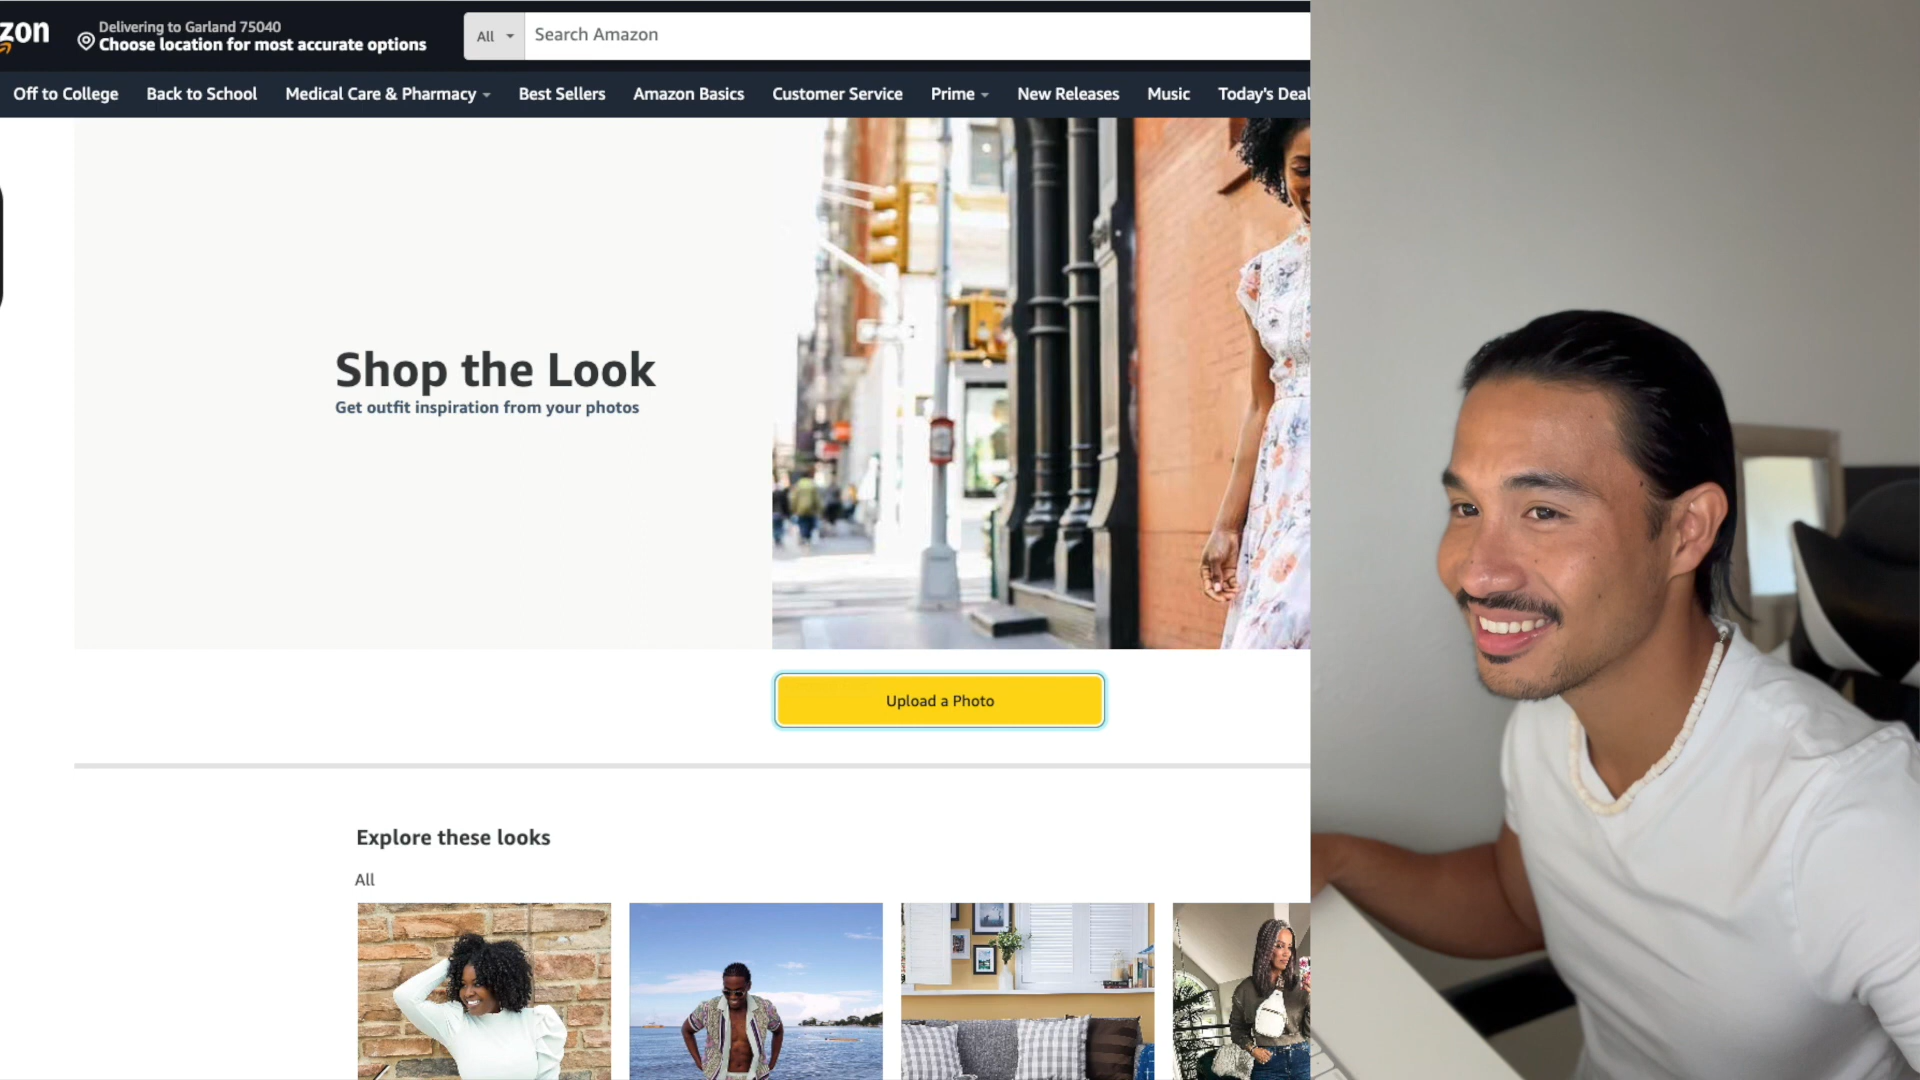 zon
Delivering to Garland 75040
Choose location for most accurate options
All
Search Amazon
Off to College
Back to School
Medical Care & Pharmacy
Best Sellers
Amazon Basics
Customer Service
Prime
New Releases
Music
Today's Deal
Shop the Look
Get outfit inspiration from your photos
Upload a Photo
Explore these looks
All